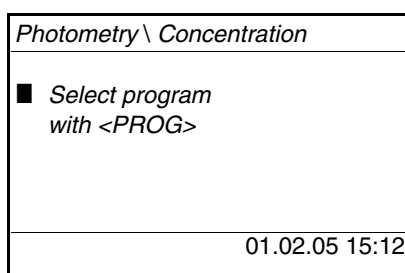 Photometry \ Concentration
Select program
with <PROG>
01.02.05 15:12